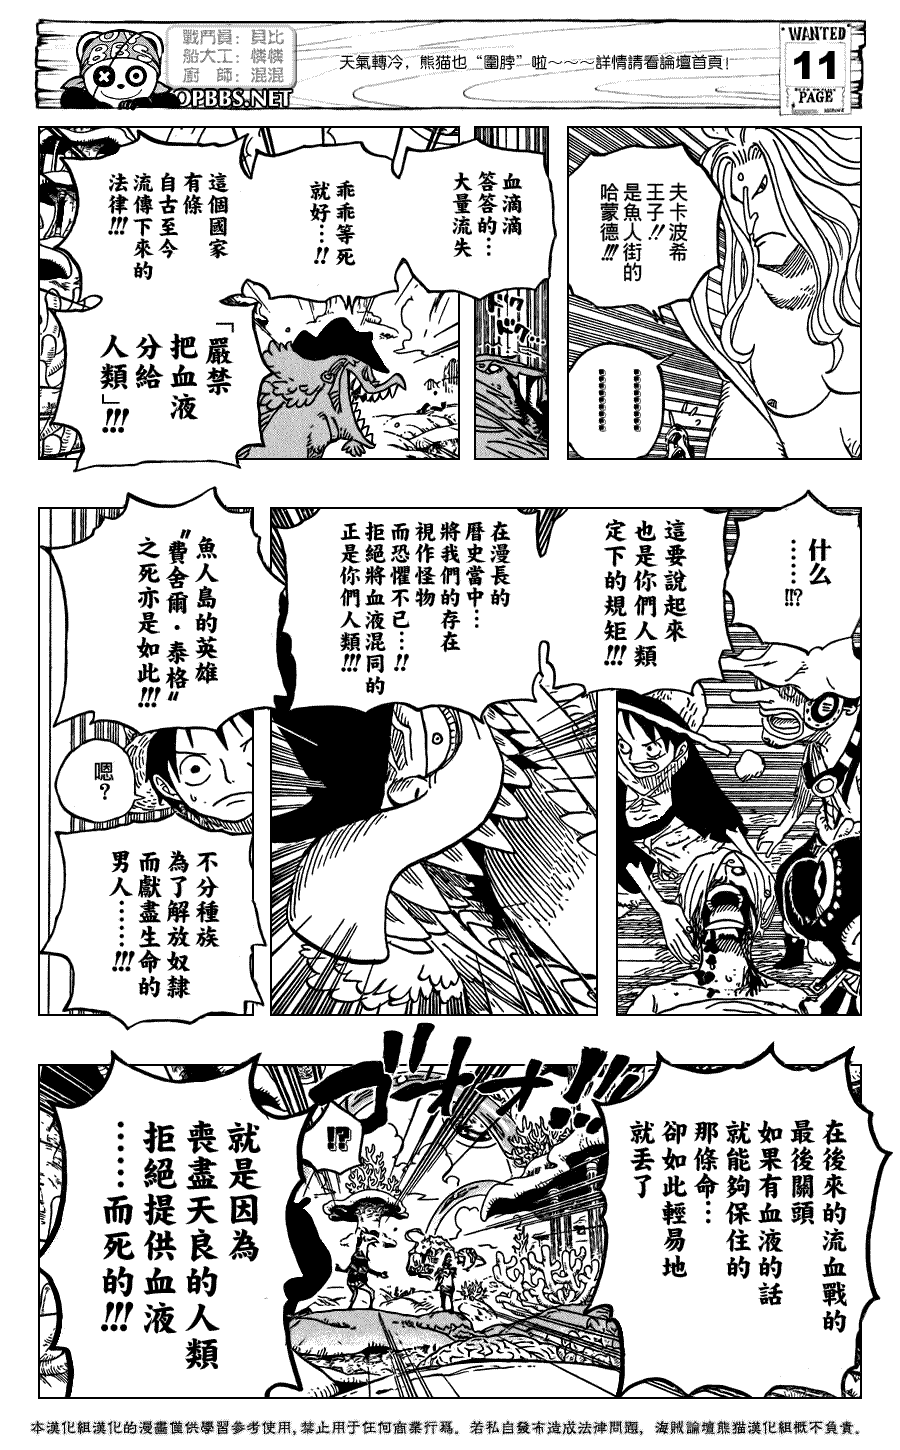 戰鬥員：貝比
船大工：憐憐
廚　師：混混
OPBBS.NET
天氣轉冷，熊猫也“圍脖”啦～～～詳情請看論壇首頁！
WANTED
11
PAGE
夫卡波希
王子!!
是魚人街的
哈蒙德!!!
!!!!
血滴滴
答答的…
大量流失
ドクドク…
乖乖等死
就好…!!
這個國家
有條
自古至今
流傳下來的
法律!!!
「嚴禁
把血液
分給
人類」!!!
什么
……!!?
這要說起來
也是你們人類
定下的規矩!!!
在漫長的
曆史當中…
將我們的存在
視作怪物
而恐懼不已…!!
拒絕將血液混同的
正是你們人類!!!
魚人島的英雄
“費舍爾·泰格”
之死亦是如此!!!
嗯?
不分種族
為了解放奴隸
而獻盡生命的
男人……!!!
在後來的流血戰的
最後關頭
如果有血液的話
就能夠保住的
那條命…
卻如此輕易地
就丟了
ゴオオオ!!
!?
就是因為
喪盡天良的人類
拒絕提供血液
……而死的!!!
本漢化組漢化的漫畫僅供學習參考使用,禁止用于任何商業行爲。若私自發布造成法律問題，海賊論壇熊猫漢化組概不負責。